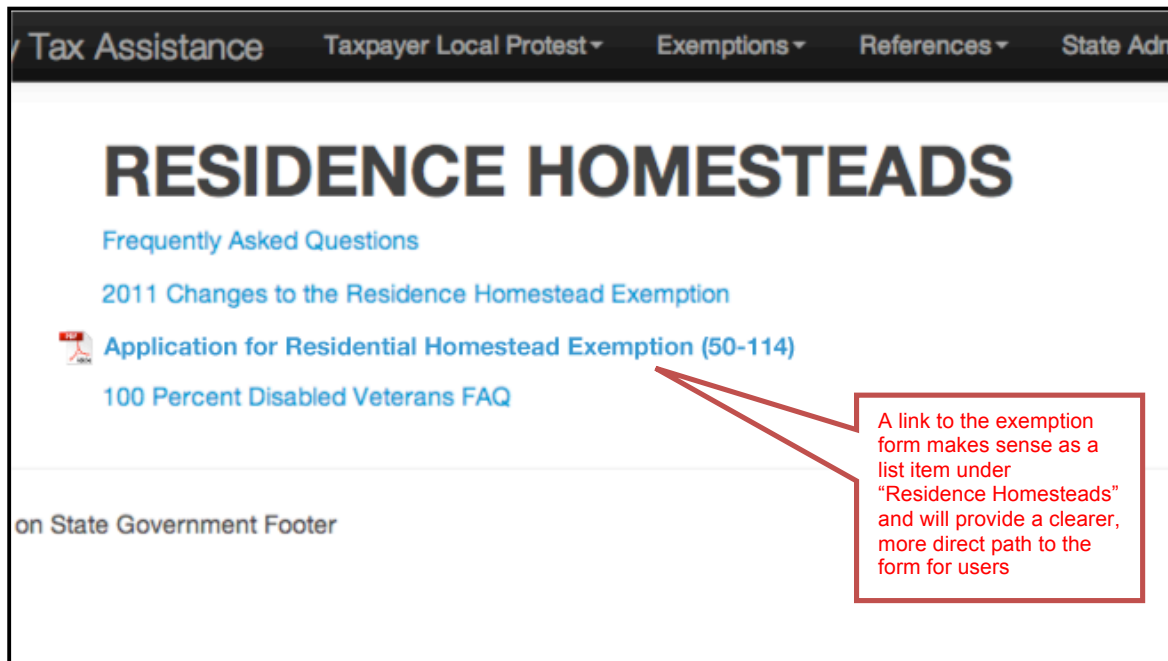 / Tax Assistance Taxpayer Local Protest Exemptions References State Adm
RESIDENCE HOMESTEADS
Frequently Asked Questions
2011 Changes to the Residence Homestead Exemption
PDF
Application for Residential Homestead Exemption (50-114)
100 Percent Disabled Veterans FAQ
A link to the exemption
form makes sense as a
list item under
“Residence Homesteads”
and will provide a clearer,
more direct path to the
form for users
on State Government Footer